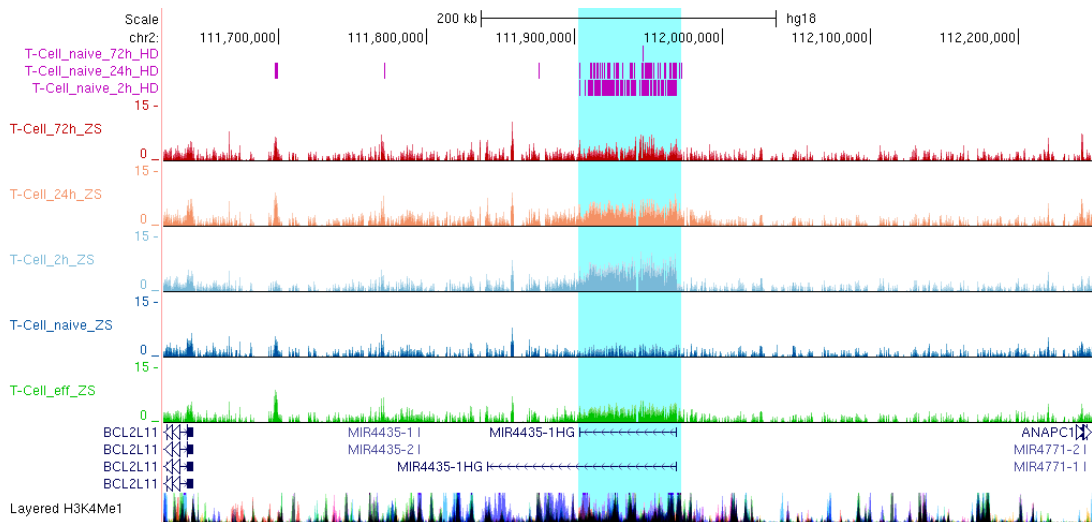 Scale 200 kb hg18
chr2: 111,700,000 111,800,000 111,900,000 112,000,000 112,100,000 112,200,000
T-Cell_naive_72h_HD
T-Cell_naive_24h_HD
T-Cell_naive_2h_HD
15 -
T-Cell_72h_ZS
0 _
15 -
T-Cell_24h_ZS
0 _
15 -
T-Cell_2h_ZS
0 _
15 -
T-Cell_naive_ZS
0 _
15 -
T-Cell_eff_ZS
0 _
BCL2L11 MIR4435-1 MIR4435-1HG ANAPC1
BCL2L11 MIR4435-2 MIR4771-2
BCL2L11 MIR4435-1HG MIR4771-1
BCL2L11
Layered H3K4Me1